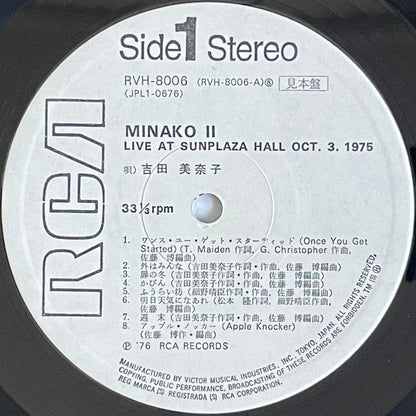 Side 1 Stereo
RVH-8006 (RVH-8006-A)Ⓑ 見本盤
(JPL1-0676)
RCA
MINAKO II
LIVE AT SUNPLAZA HALL OCT. 3. 1975
唄) 吉田 美奈子
33 1/3 rpm
1. ワンス・ユー・ゲット・スターティッド (Once You Get
Started) (T. Maiden 作詞, G. Christopher 作曲,
佐藤 博編曲)
2. 外はみんな (吉田美奈子作詞・作曲, 佐藤 博編曲)
3. 扉の冬 (吉田美奈子作詞・作曲, 佐藤 博編曲)
4. かびん (吉田美奈子作詞・作曲, 佐藤 博編曲)
5. ふうらい坊 (細野晴臣作詞・作曲, 佐藤 博編曲)
6. 明日天気になあれ (松本 隆作詞, 細野晴臣作曲,
佐藤 博編曲)
7. 週 末 (吉田美奈子作詞・作曲, 佐藤 博編曲)
8. アップル・ノッカー (Apple Knocker)
(佐藤 博作・編曲)
Ⓟ '76 RCA RECORDS
MANUFACTURED BY VICTOR MUSICAL INDUSTRIES, INC. TOKYO, JAPAN. ALL RIGHTS RESERVED.
COPYING, PUBLIC PERFORMANCE, BROADCASTING OF THESE RECORDS ARE FORBIDDEN. TM(S) ®
REG MARCA(S) REGISTRADA(S) RCA CORPORATION.